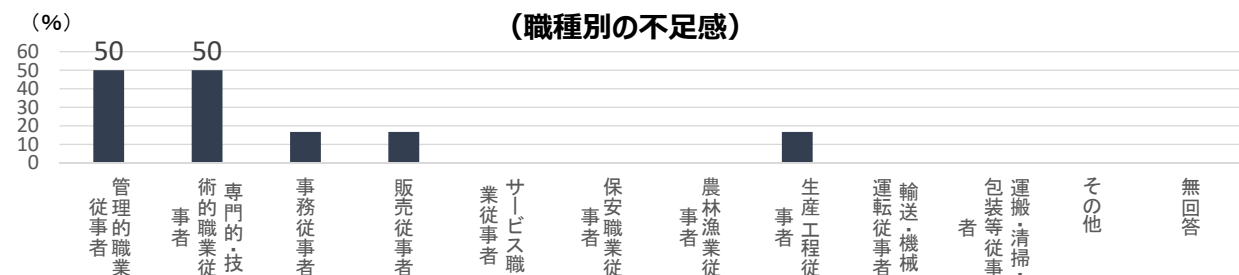 （%）
（職種別の不足感）
50
50
60
50
40
30
20
10
0
管理的職業
従事者
専門的・技
術的職業従
事者
事務従事者
販売従事者
サービス職
業従事者
保安職業従
事者
農林漁業従
事者
生産工程従
事者
輸送・機械
運転従事者
運搬・清掃・
包装等従事
者
その他
無回答